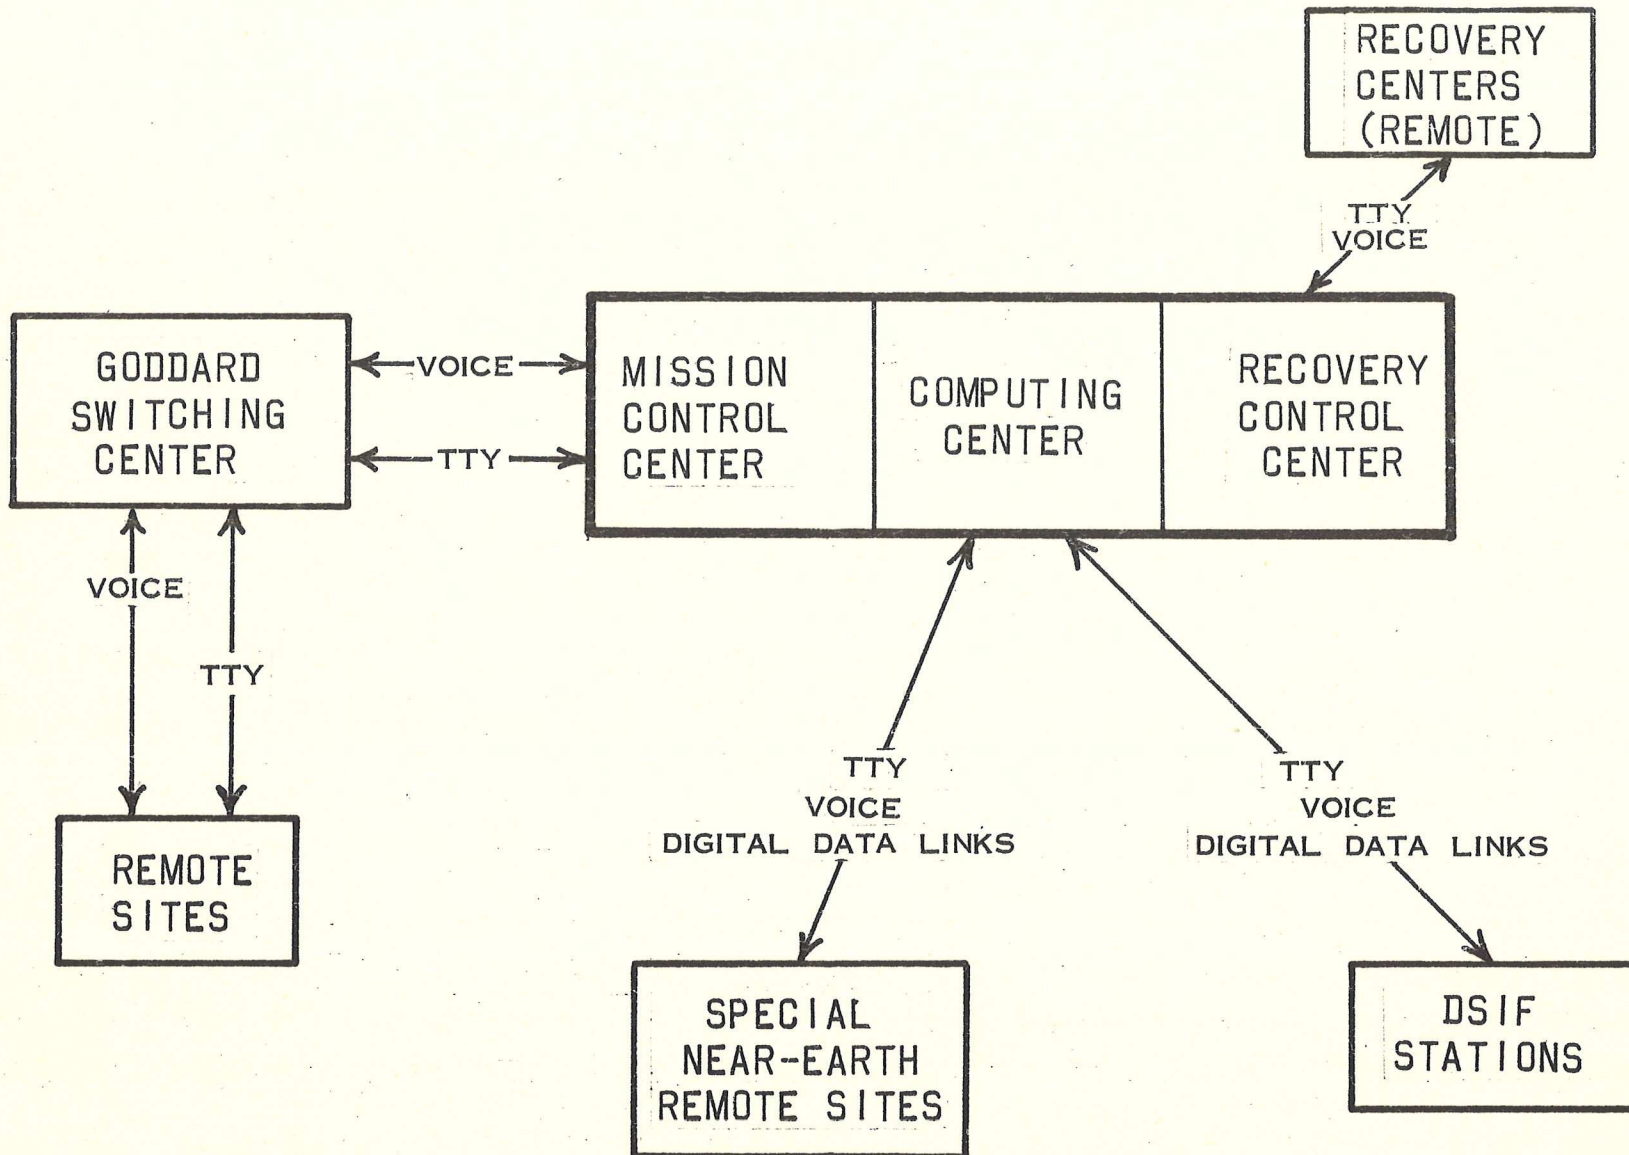 RECOVERY
CENTERS
(REMOTE)
TTY
VOICE
GODDARD
SWITCHING
CENTER
VOICE
TTY
MISSION
CONTROL
CENTER
COMPUTING
CENTER
RECOVERY
CONTROL
CENTER
VOICE
TTY
REMOTE
SITES
TTY
VOICE
DIGITAL DATA LINKS
TTY
VOICE
DIGITAL DATA LINKS
SPECIAL
NEAR-EARTH
REMOTE SITES
DSIF
STATIONS